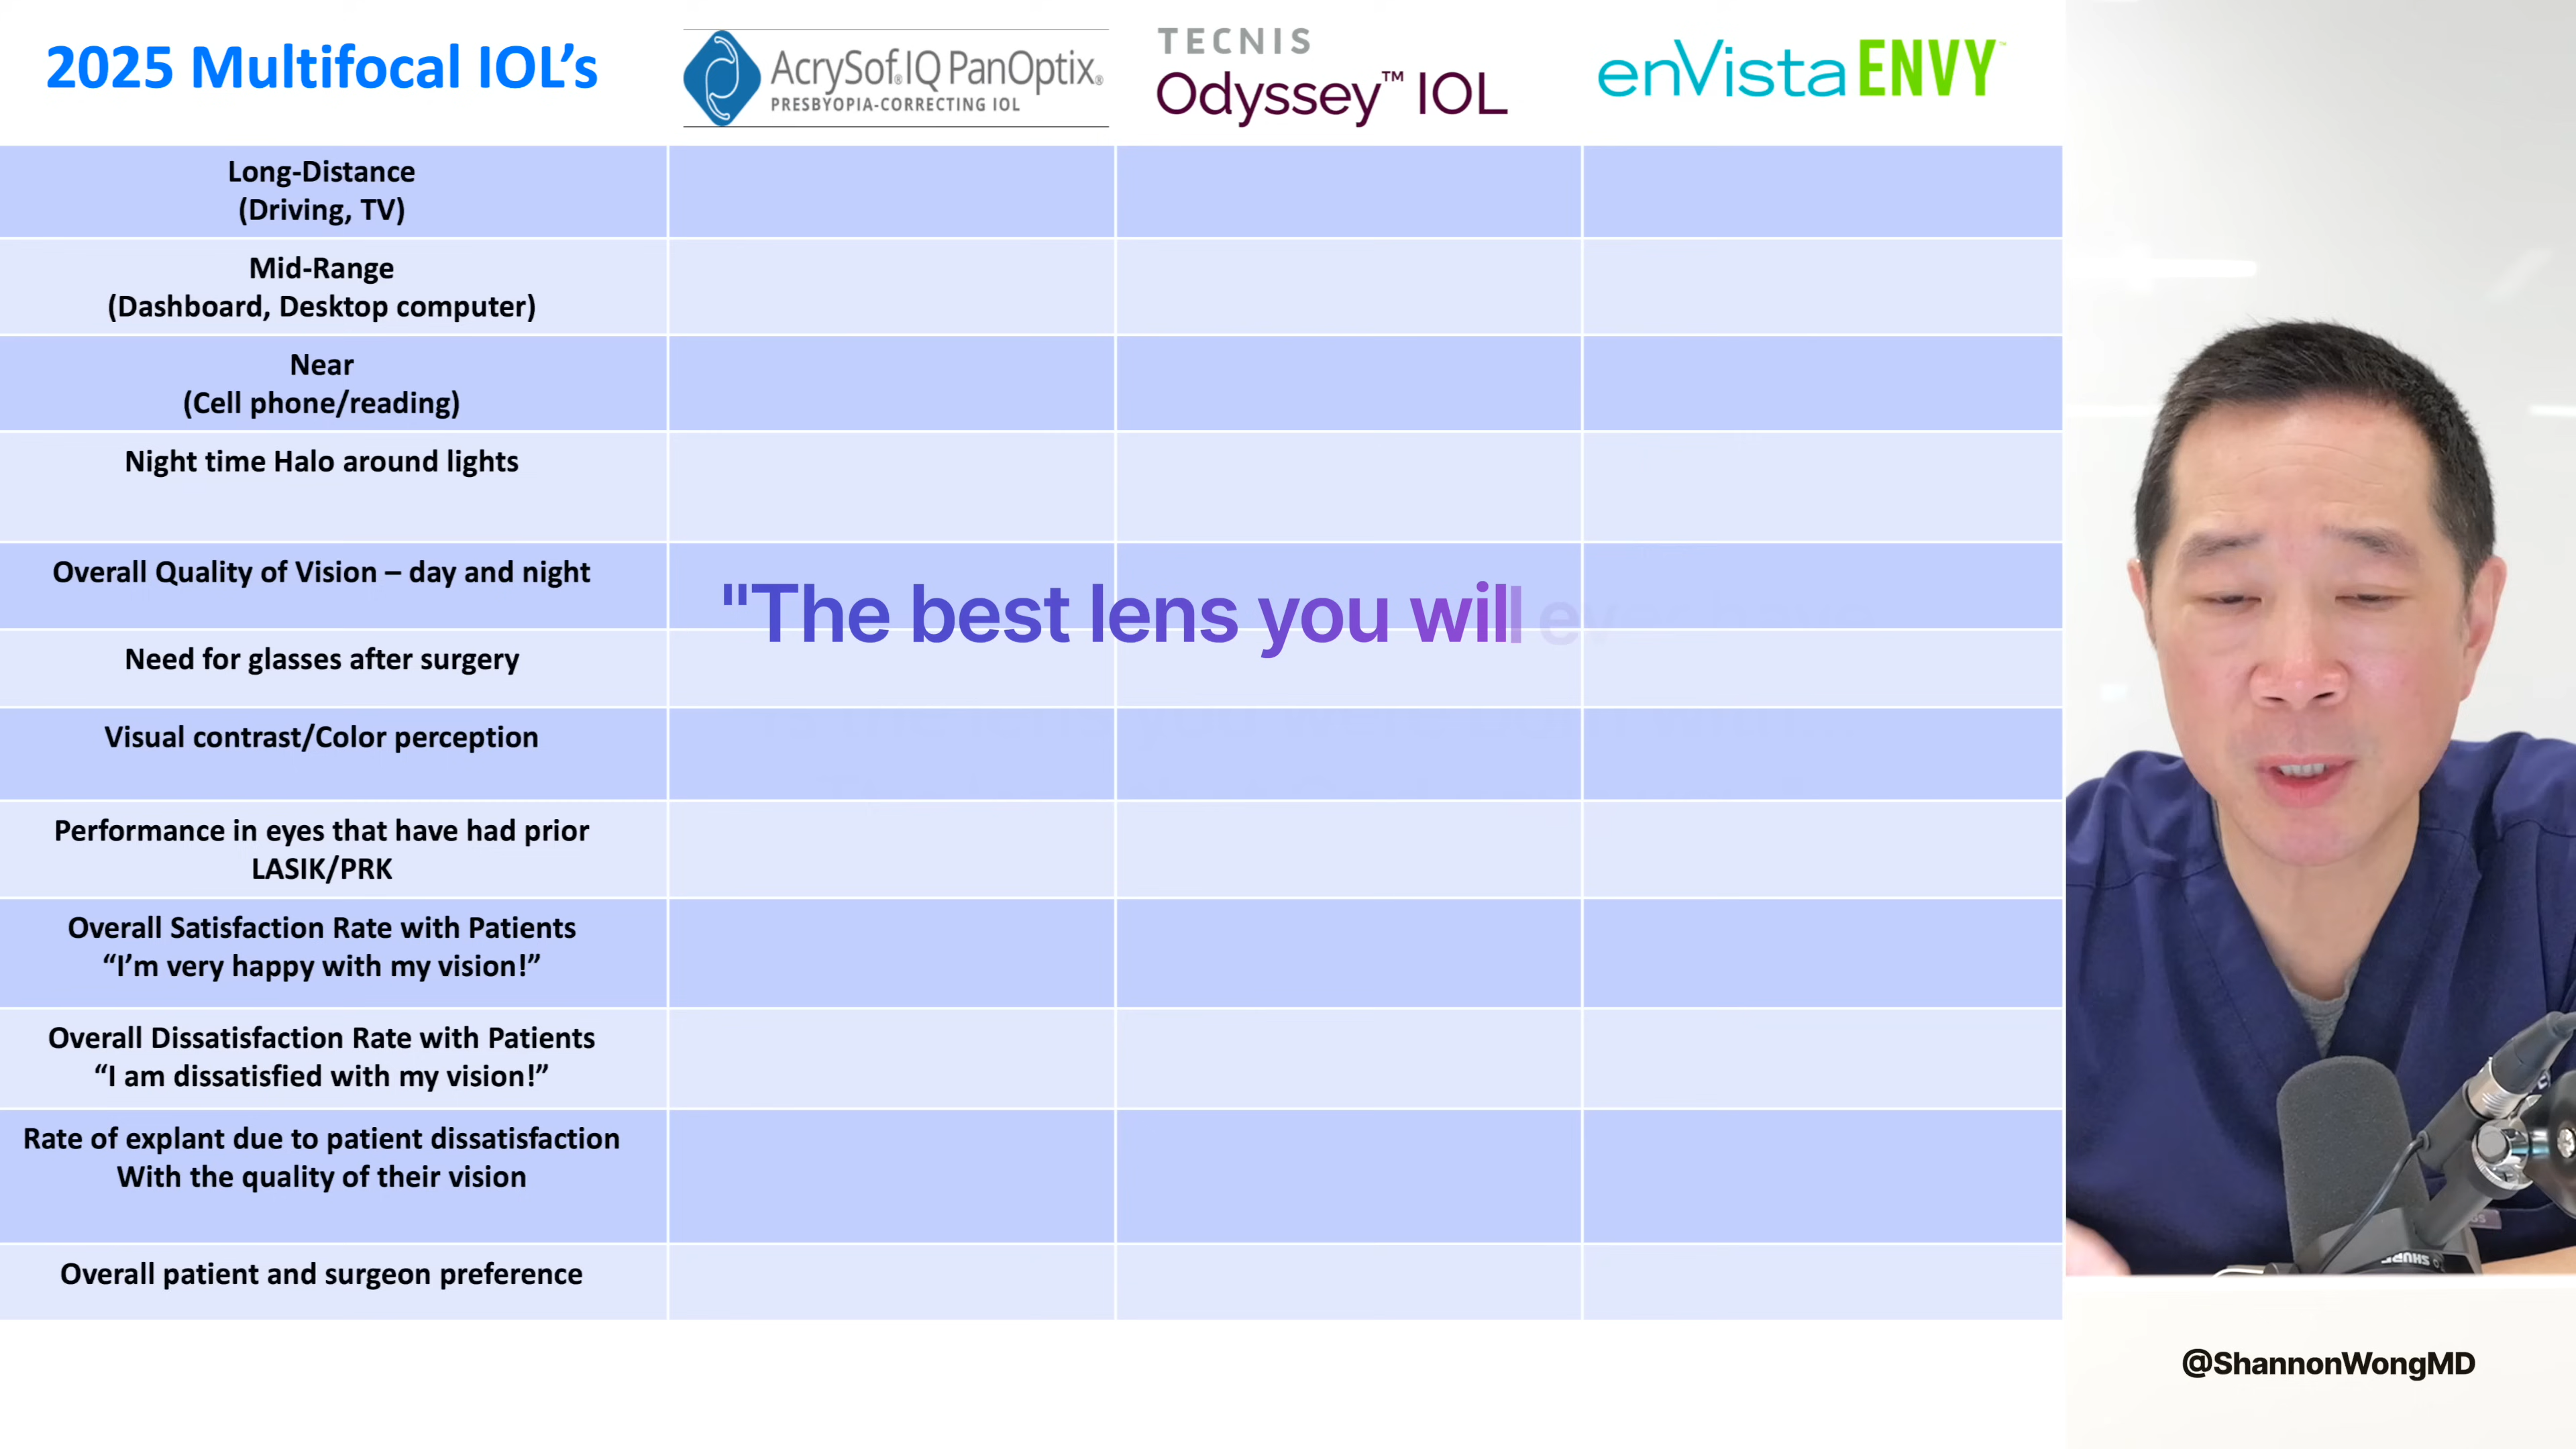 2025 Multifocal IOL’s
AcrySof® IQ PanOptix®
PRESBYOPIA-CORRECTING IOL
TECNIS
Odyssey™ IOL
enVista ENVY™
Long-Distance
(Driving, TV)
Mid-Range
(Dashboard, Desktop computer)
Near
(Cell phone/reading)
Night time Halo around lights
Overall Quality of Vision – day and night
"The best lens you will
Need for glasses after surgery
Visual contrast/Color perception
Performance in eyes that have had prior
LASIK/PRK
Overall Satisfaction Rate with Patients
“I’m very happy with my vision!”
Overall Dissatisfaction Rate with Patients
“I am dissatisfied with my vision!”
Rate of explant due to patient dissatisfaction
With the quality of their vision
Overall patient and surgeon preference
SHURE
@ShannonWongMD